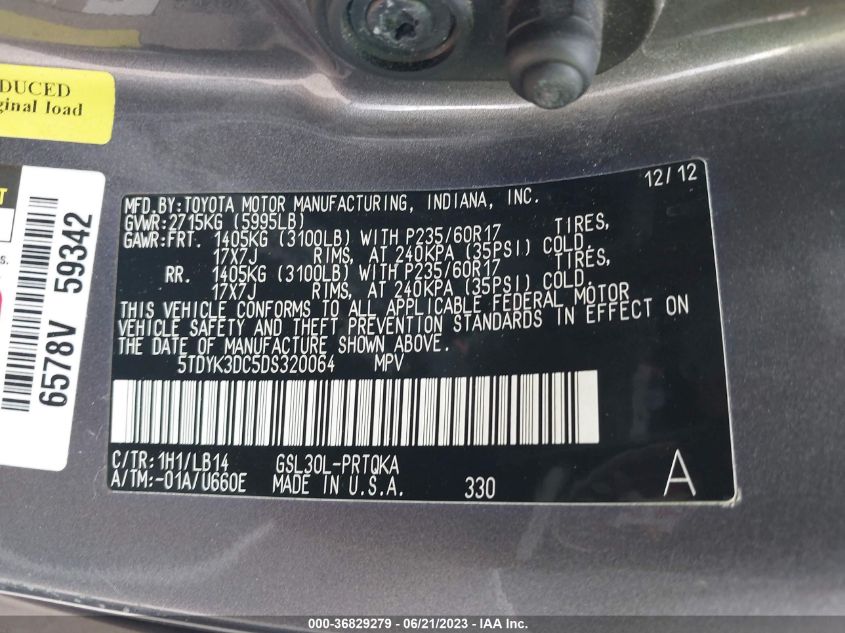 DUCED
ginal load
T
s.
6578V 59342
12/12
MFD.BY:TOYOTA MOTOR MANUFACTURING, INDIANA, INC.
GVWR:2715KG (5995LB)
GAWR:FRT. 1405KG (3100LB) WITH P235/60R17 TIRES,
17X7J RIMS, AT 240KPA (35PSI) COLD.
RR. 1405KG (3100LB) WITH P235/60R17 TIRES,
17X7J RIMS, AT 240KPA (35PSI) COLD.
THIS VEHICLE CONFORMS TO ALL APPLICABLE FEDERAL MOTOR
VEHICLE SAFETY AND THEFT PREVENTION STANDARDS IN EFFECT ON
THE DATE OF MANUFACTURE SHOWN ABOVE.
5TDYK3DC5DS320064 MPV
C/TR:1H1/LB14 GSL30L-PRTQKA
A/TM:-01A/U660E MADE IN U.S.A. 330
A
000-36829279 - 06/21/2023 - IAA Inc.